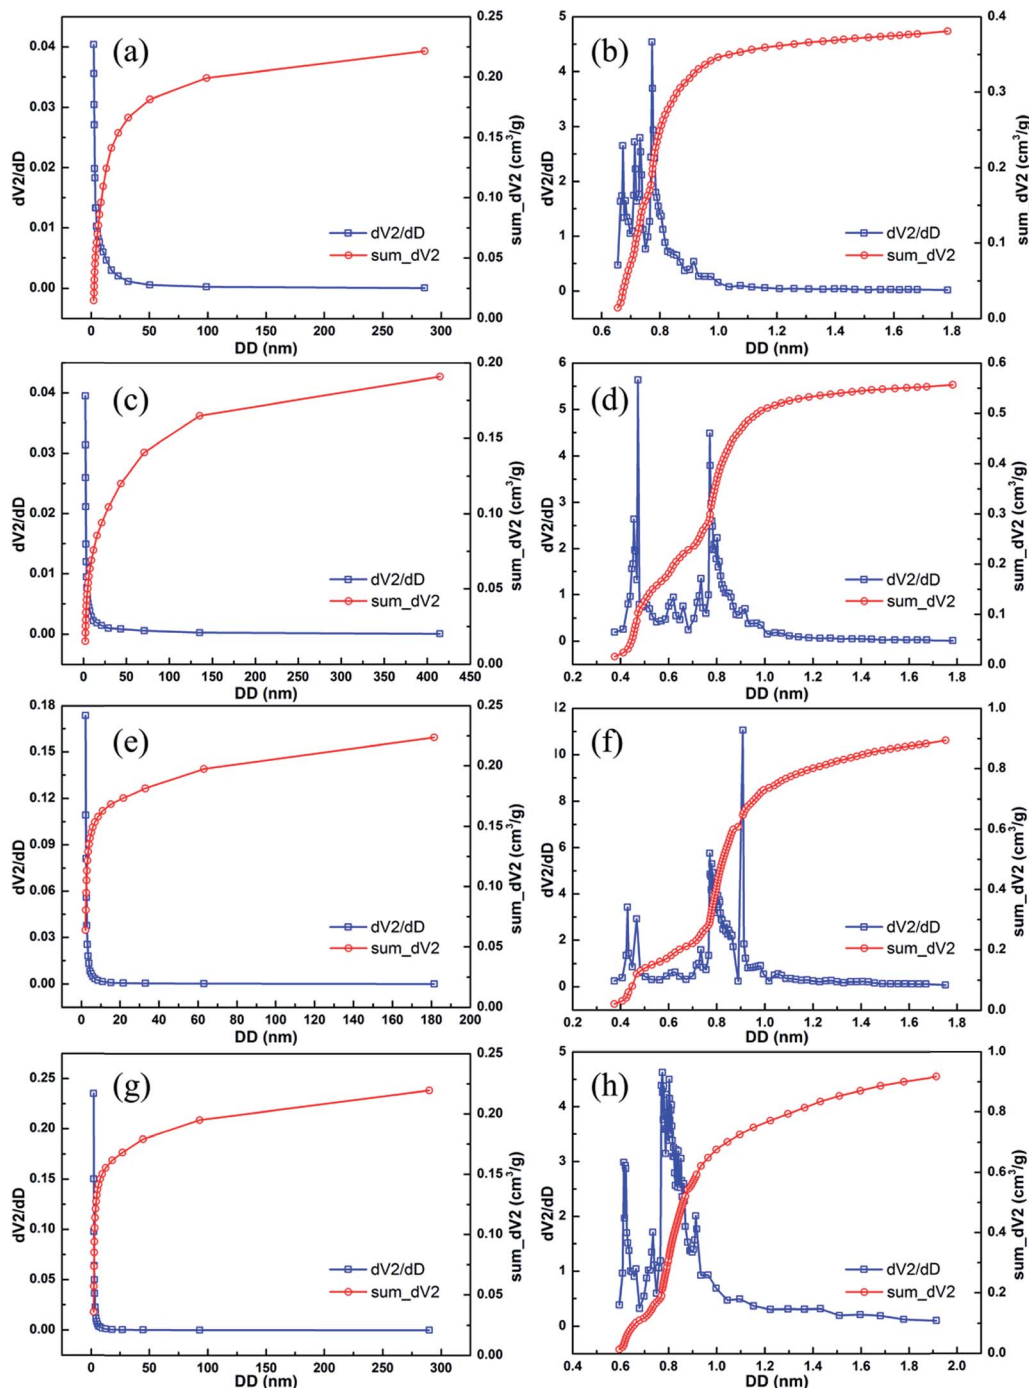 (a)
dV2/dD
sum_dV2 (cm³/g)
0.04
0.03
0.02
0.01
0.00
0.25
0.20
0.15
0.10
0.05
0.00
dV2/dD
sum_dV2
0 50 100 150 200 250 300
DD (nm)
(b)
dV2/dD
sum_dV2 (cm³/g)
5
4
3
2
1
0
0.4
0.3
0.2
0.1
0.0
dV2/dD
sum_dV2
0.6 0.8 1.0 1.2 1.4 1.6 1.8
DD (nm)
(c)
dV2/dD
sum_dV2 (cm³/g)
0.04
0.03
0.02
0.01
0.00
0.20
0.15
0.10
0.05
0.00
dV2/dD
sum_dV2
0 50 100 150 200 250 300 350 400 450
DD (nm)
(d)
dV2/dD
sum_dV2 (cm³/g)
6
5
4
3
2
1
0
0.6
0.5
0.4
0.3
0.2
0.1
0.0
dV2/dD
sum_dV2
0.2 0.4 0.6 0.8 1.0 1.2 1.4 1.6 1.8
DD (nm)
(e)
dV2/dD
sum_dV2 (cm³/g)
0.18
0.15
0.12
0.09
0.06
0.03
0.00
0.25
0.20
0.15
0.10
0.05
0.00
dV2/dD
sum_dV2
0 20 40 60 80 100 120 140 160 180 200
DD (nm)
(f)
dV2/dD
sum_dV2 (cm³/g)
12
10
8
6
4
2
0
1.0
0.8
0.6
0.4
0.2
0.0
dV2/dD
sum_dV2
0.2 0.4 0.6 0.8 1.0 1.2 1.4 1.6 1.8
DD (nm)
(g)
dV2/dD
sum_dV2 (cm³/g)
0.25
0.20
0.15
0.10
0.05
0.00
0.25
0.20
0.15
0.10
0.05
0.00
dV2/dD
sum_dV2
0 50 100 150 200 250 300
DD (nm)
(h)
dV2/dD
sum_dV2 (cm³/g)
5
4
3
2
1
0
1.0
0.8
0.6
0.4
0.2
0.0
dV2/dD
sum_dV2
0.4 0.6 0.8 1.0 1.2 1.4 1.6 1.8 2.0
DD (nm)